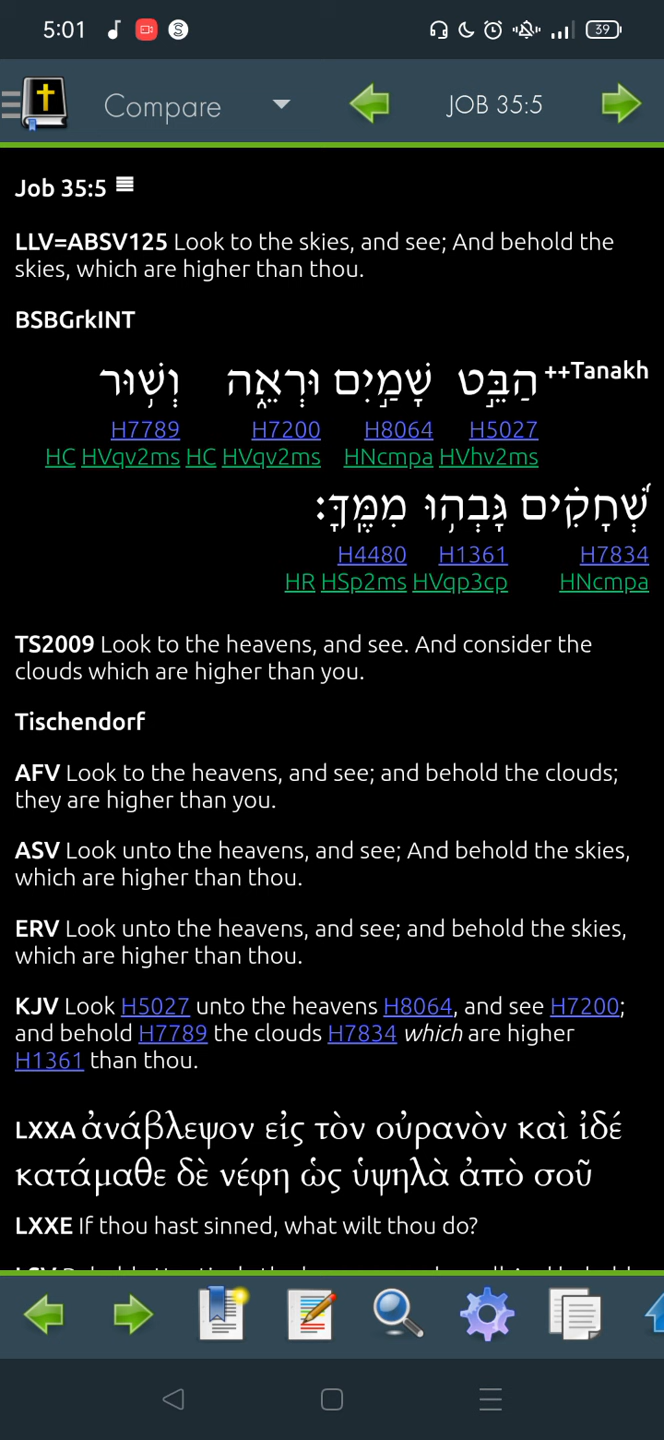 5:01
39
Compare
JOB 35:5
Job 35:5
LLV=ABSV125 Look to the skies, and see; And behold the
skies, which are higher than thou.
BSBGrkINT
++Tanakh הַבֵּ֣ט שָׁמַ֣יִם וּרְאֵ֑ה וְשׁ֥וּר
H5027 H8064 H7200 H7789
HVhv2ms HNcmpa HVqv2ms HC HVqv2ms HC
שְׁ֝חָקִ֗ים גָּבְה֥וּ מִמֶּֽךָּ׃
H7834 H1361 H4480
HNcmpa HVqp3cp HSp2ms HR
TS2009 Look to the heavens, and see. And consider the
clouds which are higher than you.
Tischendorf
AFV Look to the heavens, and see; and behold the clouds;
they are higher than you.
ASV Look unto the heavens, and see; And behold the skies,
which are higher than thou.
ERV Look unto the heavens, and see; and behold the skies,
which are higher than thou.
KJV Look H5027 unto the heavens H8064, and see H7200;
and behold H7789 the clouds H7834 which are higher
H1361 than thou.
LXXA ἀνάβλεψον εἰς τὸν οὐρανὸν καὶ ἰδέ
κατάμαθε δὲ νέφη ὡς ὑψηλὰ ἀπὸ σοῦ
LXXE If thou hast sinned, what wilt thou do?